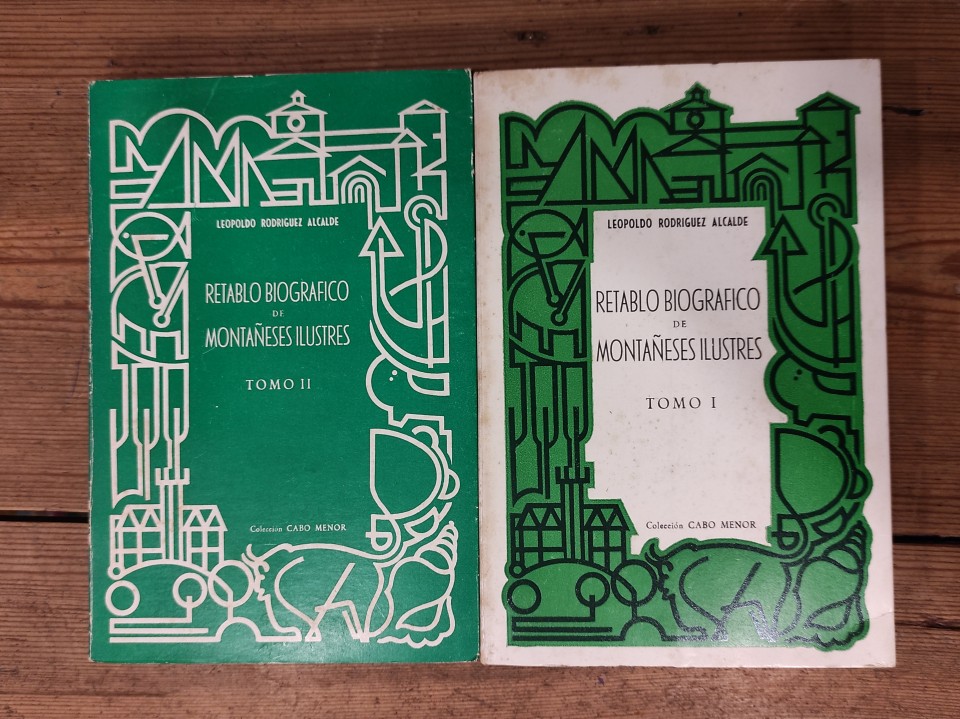 LEOPOLDO RODRIGUEZ ALCALDE
RETABLO BIOGRAFICO
DE
MONTAÑESES ILUSTRES
TOMO II
Colección CABO MENOR
LEOPOLDO RODRIGUEZ ALCALDE
RETABLO BIOGRAFICO
DE
MONTAÑESES ILUSTRES
TOMO I
Colección CABO MENOR